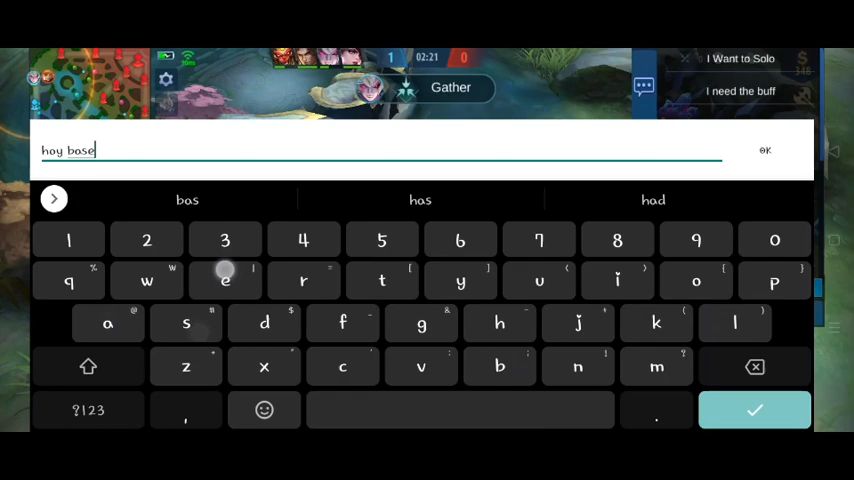 1 02:21 0
I Want to Solo
348
Gather
I need the buff
hoy base
OK
bas has had
1 2 3 4 5 6 7 8 9 0
q w e r t y u i o p
a s d f g h j k l
z x c v b n m
?123 , .